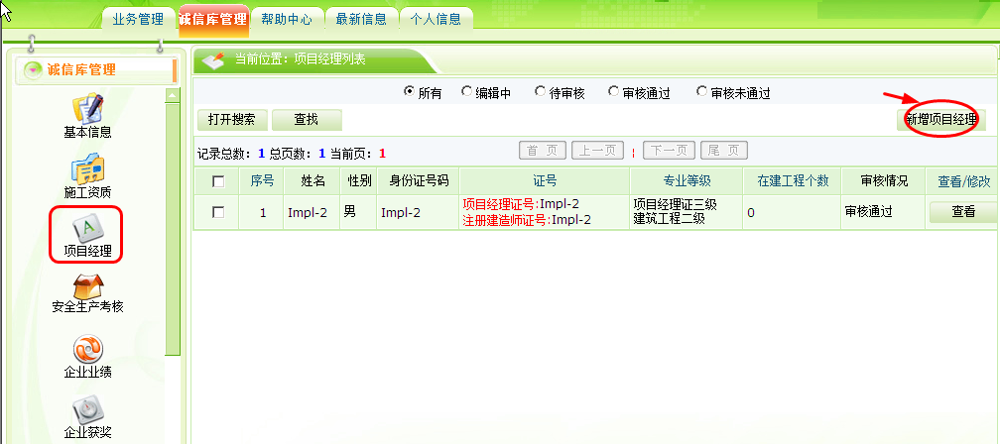 业务管理 诚信库管理 帮助中心 最新信息 个人信息
诚信库管理
基本信息
施工资质
项目经理
安全生产考核
企业业绩
企业获奖
当前位置：项目经理列表
所有 编辑中 待审核 审核通过 审核未通过
打开搜索 查找 新增项目经理
记录总数：1 总页数：1 当前页：1 首 页 上一页 下一页 尾 页
序号 姓名 性别 身份证号码 证号 专业等级 在建工程个数 审核情况 查看/修改
1 Impl-2 男 Impl-2 项目经理证号:Impl-2 项目经理证三级 0 审核通过 查看
注册建造师证号:Impl-2 建筑工程二级